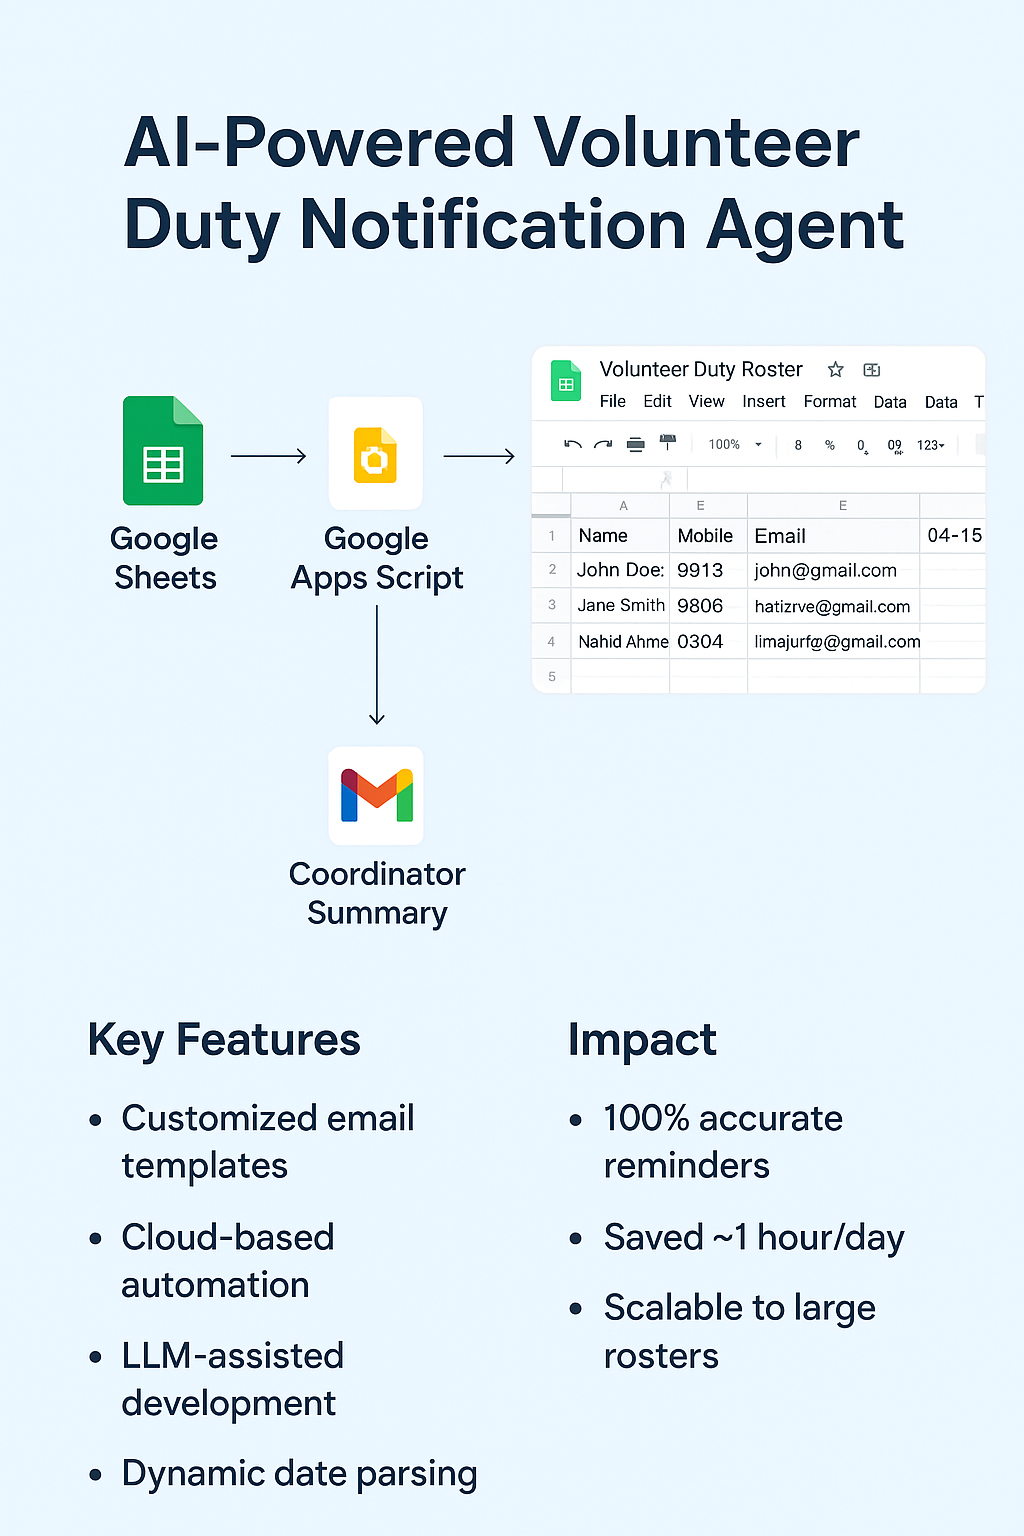 AI-Powered Volunteer
Duty Notification Agent
Google
Sheets
Google
Apps Script
Volunteer Duty Roster
File Edit View Insert Format Data Data T
100% 8 % 0 09 123
A E E
1 Name Mobile Email 04-15
2 John Doe: 9913 john@gmail.com
3 Jane Smith 9806 hatizrve@gmail.com
4 Nahid Ahme 0304 limajurfø@gmail.com
5
Coordinator
Summary
Key Features
• Customized email
templates
• Cloud-based
automation
• LLM-assisted
development
• Dynamic date parsing
Impact
• 100% accurate
reminders
• Saved ~1 hour/day
• Scalable to large
rosters